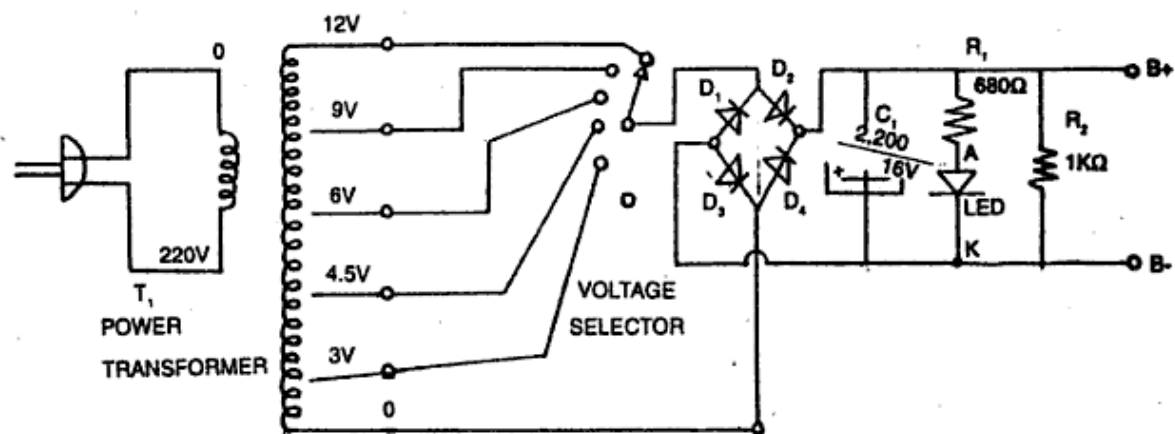 12V
0
R₁
B+
D₁
D₂
680Ω
9V
C₁
2,200
16V
R₂
1KΩ
A
+
6V
D₃
D₄
LED
220V
K
B-
T₁
POWER
TRANSFORMER
4.5V
VOLTAGE
SELECTOR
3V
0